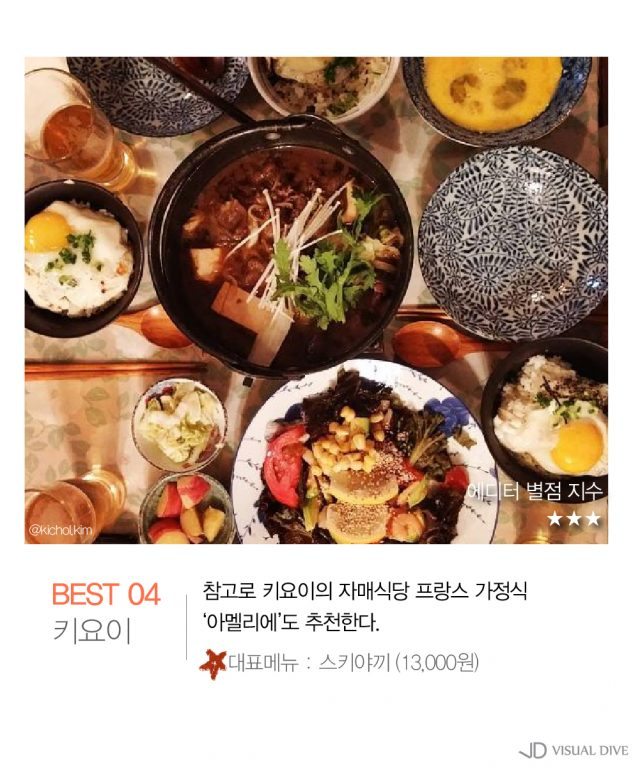 에디터 별점 지수
★★★
@kichol.kim
BEST 04
키요이
참고로 키요이의 자매식당 프랑스 가정식
‘아멜리에’도 추천한다.
대표메뉴 : 스키야끼 (13,000원)
VISUAL DIVE